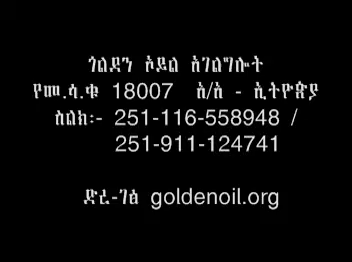 ጎልደን ኦይል አገልግሎት
የመ.ሳ.ቁ 18007 አ/አ - ኢትዮጵያ
ስልክ፡- 251-116-558948 /
251-911-124741
ድረ-ገፅ goldenoil.org